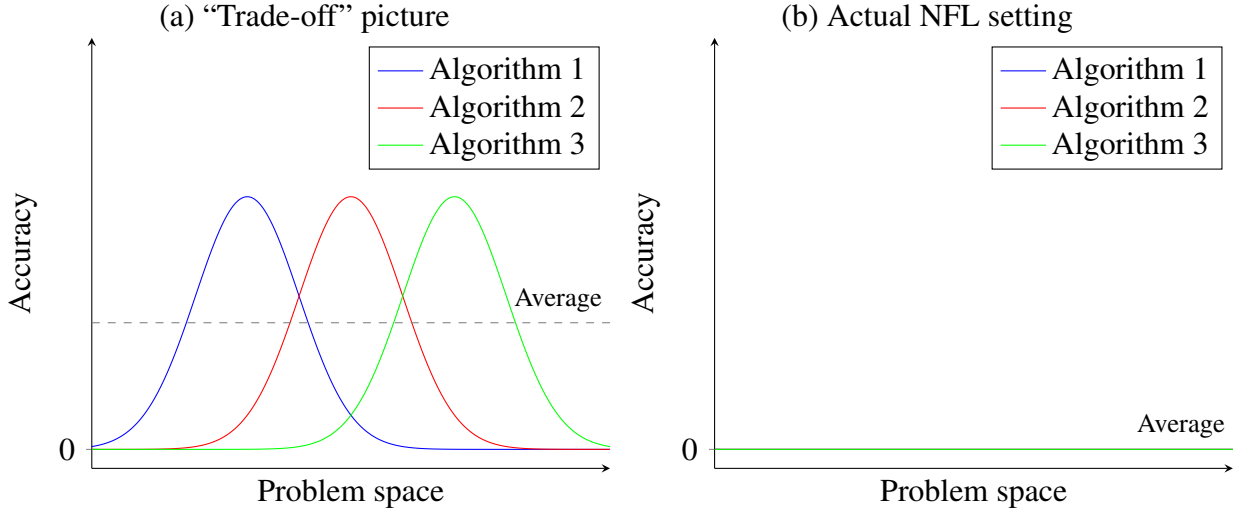 (a) “Trade-off” picture
Algorithm 1
Algorithm 2
Algorithm 3
Accuracy
Average
0
Problem space
(b) Actual NFL setting
Algorithm 1
Algorithm 2
Algorithm 3
Accuracy
Average
0
Problem space